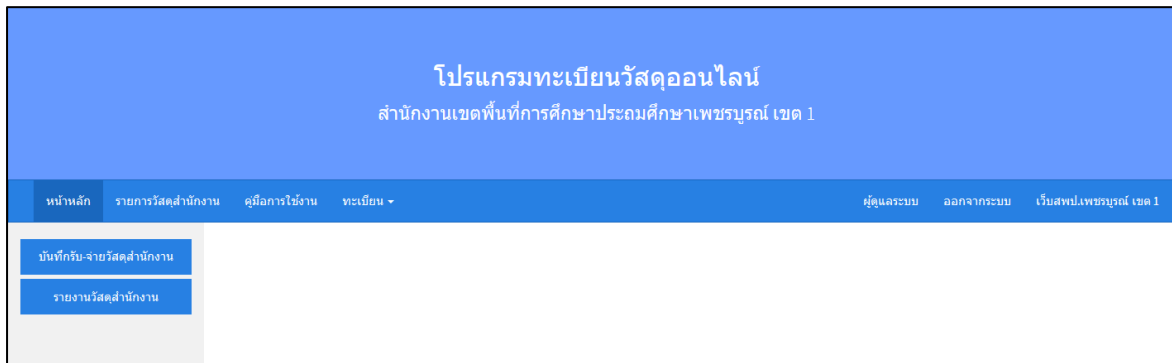 โปรแกรมทะเบียนวัสดุออนไลน์
สำนักงานเขตพื้นที่การศึกษาประถมศึกษาเพชรบูรณ์ เขต 1
หน้าหลัก รายการวัสดุสำนักงาน คู่มือการใช้งาน ทะเบียน ผู้ดูแลระบบ ออกจากระบบ เว็บสพป.เพชรบูรณ์ เขต 1
บันทึกรับ-จ่ายวัสดุสำนักงาน
รายงานวัสดุสำนักงาน